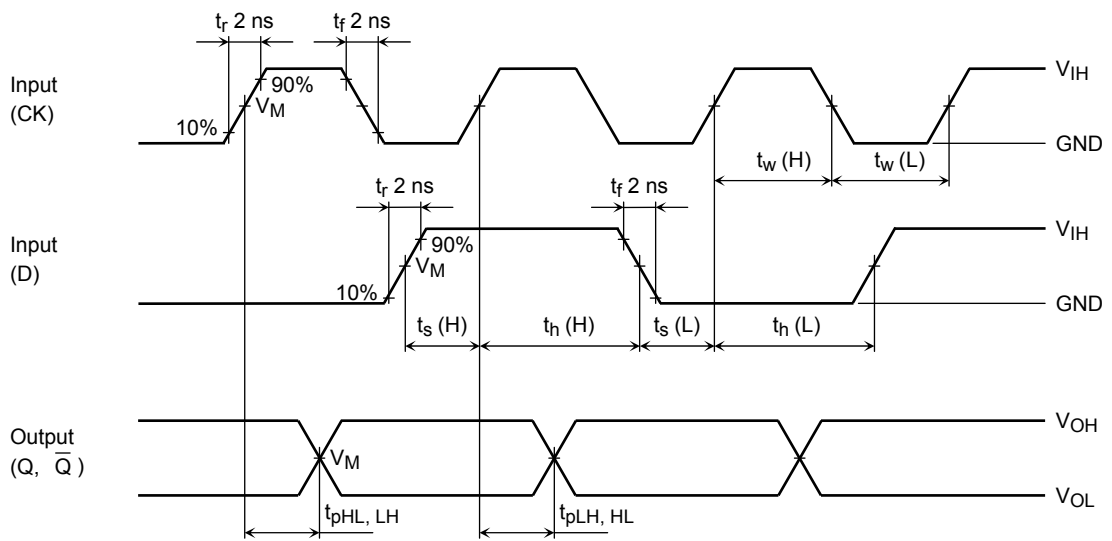 tr 2 ns
tf 2 ns
Input
(CK)
90%
VM
10%
VIH
GND
tw (H)
tw (L)
tr 2 ns
tf 2 ns
Input
(D)
90%
VM
10%
VIH
GND
ts (H)
th (H)
ts (L)
th (L)
Output
(Q, Q̅ )
VM
VOH
VOL
tpHL, LH
tpLH, HL